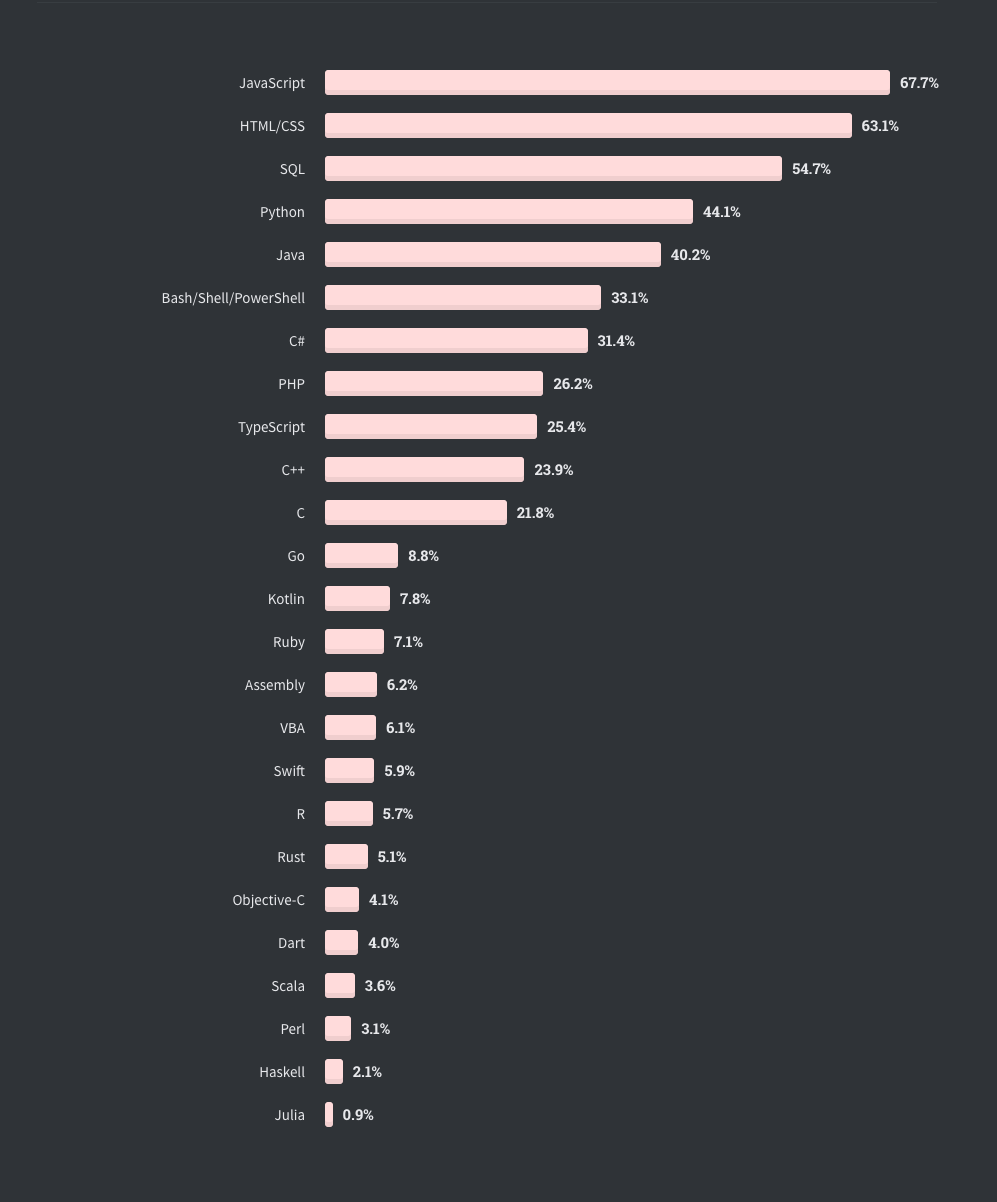 JavaScript 67.7%
HTML/CSS 63.1%
SQL 54.7%
Python 44.1%
Java 40.2%
Bash/Shell/PowerShell 33.1%
C# 31.4%
PHP 26.2%
TypeScript 25.4%
C++ 23.9%
C 21.8%
Go 8.8%
Kotlin 7.8%
Ruby 7.1%
Assembly 6.2%
VBA 6.1%
Swift 5.9%
R 5.7%
Rust 5.1%
Objective-C 4.1%
Dart 4.0%
Scala 3.6%
Perl 3.1%
Haskell 2.1%
Julia 0.9%